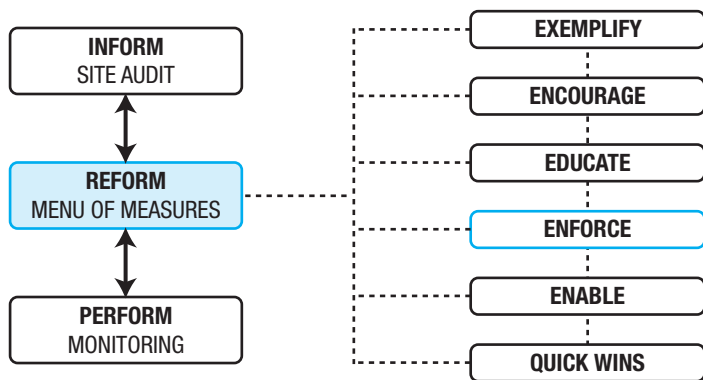 INFORM
SITE AUDIT
REFORM
MENU OF MEASURES
PERFORM
MONITORING
EXEMPLIFY
ENCOURAGE
EDUCATE
ENFORCE
ENABLE
QUICK WINS